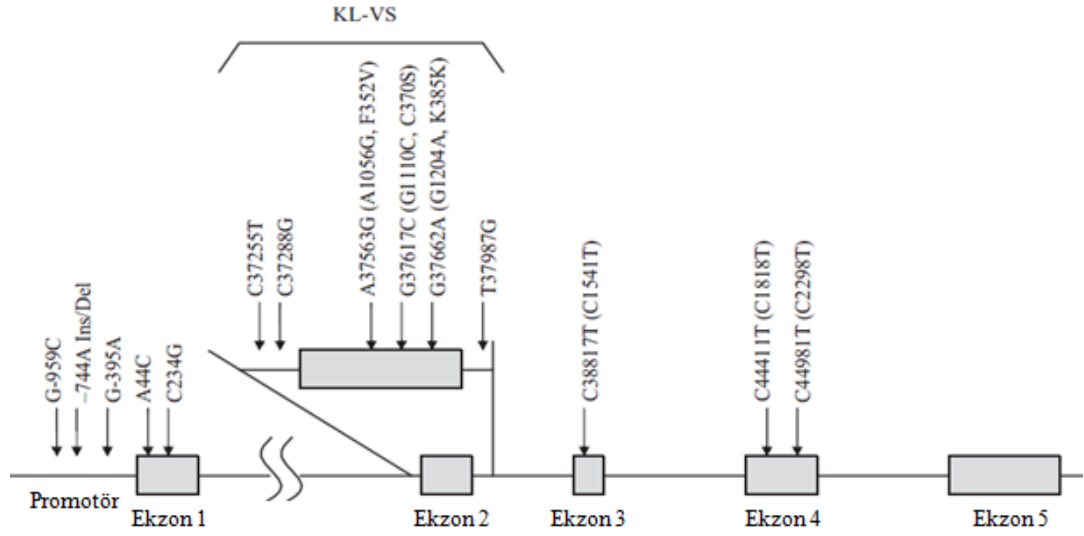 KL-VS
G-959C
–744A Ins/Del
G-395A
A44C
C234G
C37255T
C37288G
A37563G (A1056G, F352V)
G37617C (G1110C, C370S)
G37662A (G1204A, K385K)
T37987G
C38817T (C1541T)
C44411T (C1818T)
C44981T (C2298T)
Promotör
Ekzon 1
Ekzon 2
Ekzon 3
Ekzon 4
Ekzon 5